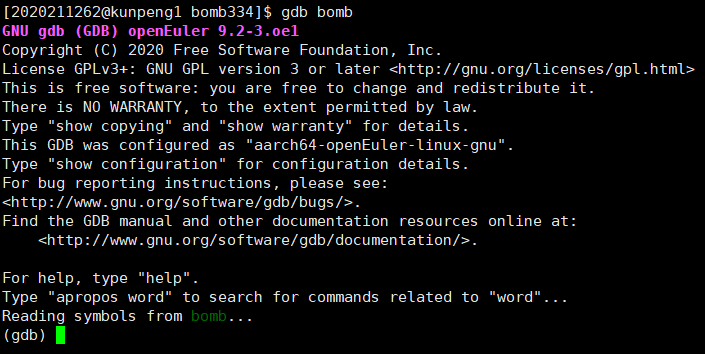 [2020211262@kunpeng1 bomb334]$ gdb bomb
GNU gdb (GDB) openEuler 9.2-3.oe1
Copyright (C) 2020 Free Software Foundation, Inc.
License GPLv3+: GNU GPL version 3 or later <http://gnu.org/licenses/gpl.html>
This is free software: you are free to change and redistribute it.
There is NO WARRANTY, to the extent permitted by law.
Type "show copying" and "show warranty" for details.
This GDB was configured as "aarch64-openEuler-linux-gnu".
Type "show configuration" for configuration details.
For bug reporting instructions, please see:
<http://www.gnu.org/software/gdb/bugs/>.
Find the GDB manual and other documentation resources online at:
    <http://www.gnu.org/software/gdb/documentation/>.

For help, type "help".
Type "apropos word" to search for commands related to "word"...
Reading symbols from bomb...
(gdb)